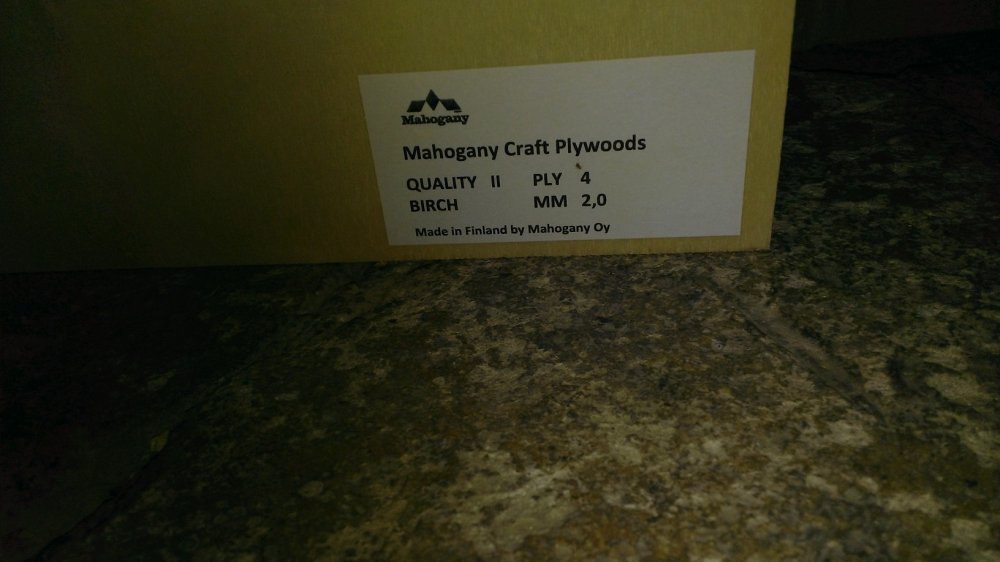 Mahogany
Mahogany Craft Plywoods
QUALITY II PLY 4
BIRCH MM 2,0
Made in Finland by Mahogany Oy